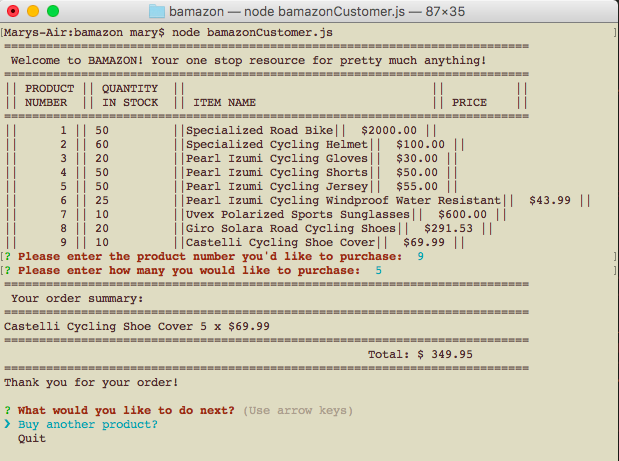 bamazon — node bamazonCustomer.js — 87×35
[Marys-Air:bamazon mary$ node bamazonCustomer.js ]
================================================================================
Welcome to BAMAZON! Your one stop resource for pretty much anything!
================================================================================
|| PRODUCT || QUANTITY || || ||
|| NUMBER || IN STOCK || ITEM NAME || PRICE ||
================================================================================
|| 1 || 50 ||Specialized Road Bike|| $2000.00 ||
|| 2 || 60 ||Specialized Cycling Helmet|| $100.00 ||
|| 3 || 20 ||Pearl Izumi Cycling Gloves|| $30.00 ||
|| 4 || 50 ||Pearl Izumi Cycling Shorts|| $50.00 ||
|| 5 || 50 ||Pearl Izumi Cycling Jersey|| $55.00 ||
|| 6 || 25 ||Pearl Izumi Cycling Windproof Water Resistant|| $43.99 ||
|| 7 || 10 ||Uvex Polarized Sports Sunglasses|| $600.00 ||
|| 8 || 20 ||Giro Solara Road Cycling Shoes|| $291.53 ||
|| 9 || 10 ||Castelli Cycling Shoe Cover|| $69.99 ||
[? Please enter the product number you'd like to purchase: 9 ]
[? Please enter how many you would like to purchase: 5 ]
================================================================================
Your order summary:
================================================================================
Castelli Cycling Shoe Cover 5 x $69.99
================================================================================
Total: $ 349.95
================================================================================
Thank you for your order!
? What would you like to do next? (Use arrow keys)
❯ Buy another product?
Quit